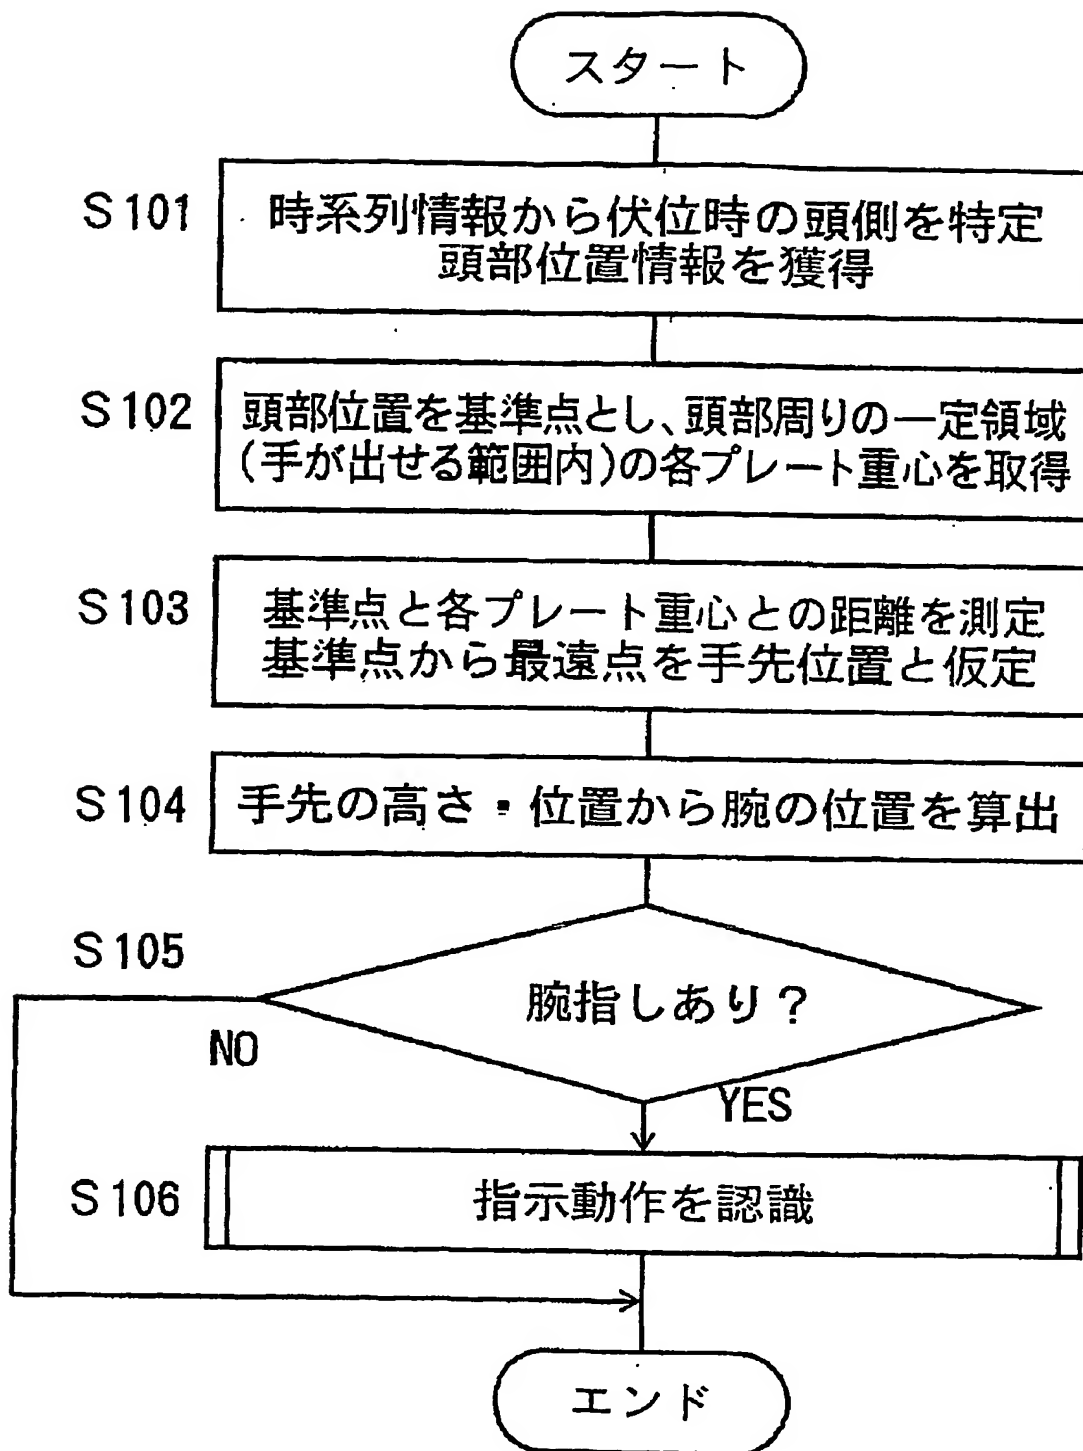 スタート
S101
時系列情報から伏位時の頭側を特定
頭部位置情報を獲得
S102
頭部位置を基準点とし、頭部周りの一定領域
(手が出せる範囲内)の各プレート重心を取得
S103
基準点と各プレート重心との距離を測定
基準点から最遠点を手先位置と仮定
S104
手先の高さ・位置から腕の位置を算出
S105
腕指しあり?
NO
YES
S106
指示動作を認識
エンド